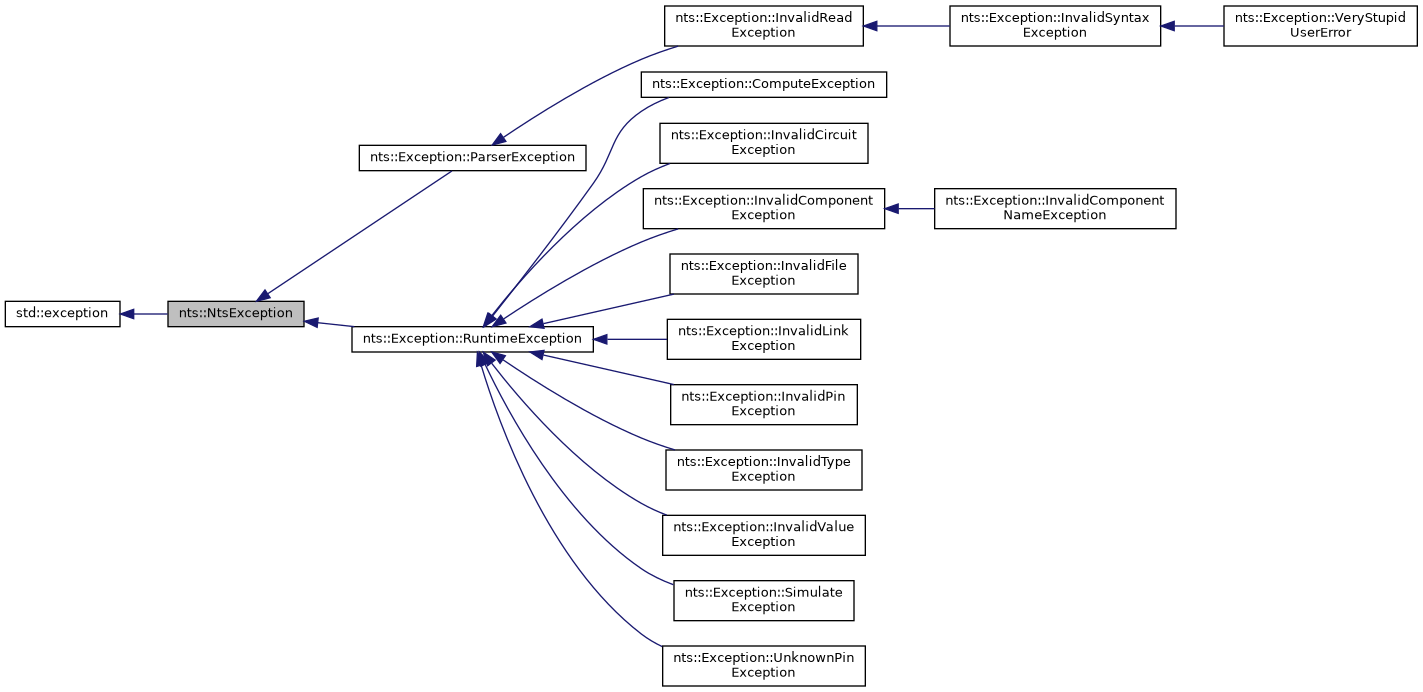 nts::Exception::InvalidRead
Exception
nts::Exception::InvalidSyntax
Exception
nts::Exception::VeryStupid
UserError
nts::Exception::ComputeException
nts::Exception::InvalidCircuit
Exception
nts::Exception::ParserException
nts::Exception::InvalidComponent
Exception
nts::Exception::InvalidComponent
NameException
nts::Exception::InvalidFile
Exception
std::exception
nts::NtsException
nts::Exception::RuntimeException
nts::Exception::InvalidLink
Exception
nts::Exception::InvalidPin
Exception
nts::Exception::InvalidType
Exception
nts::Exception::InvalidValue
Exception
nts::Exception::Simulate
Exception
nts::Exception::UnknownPin
Exception